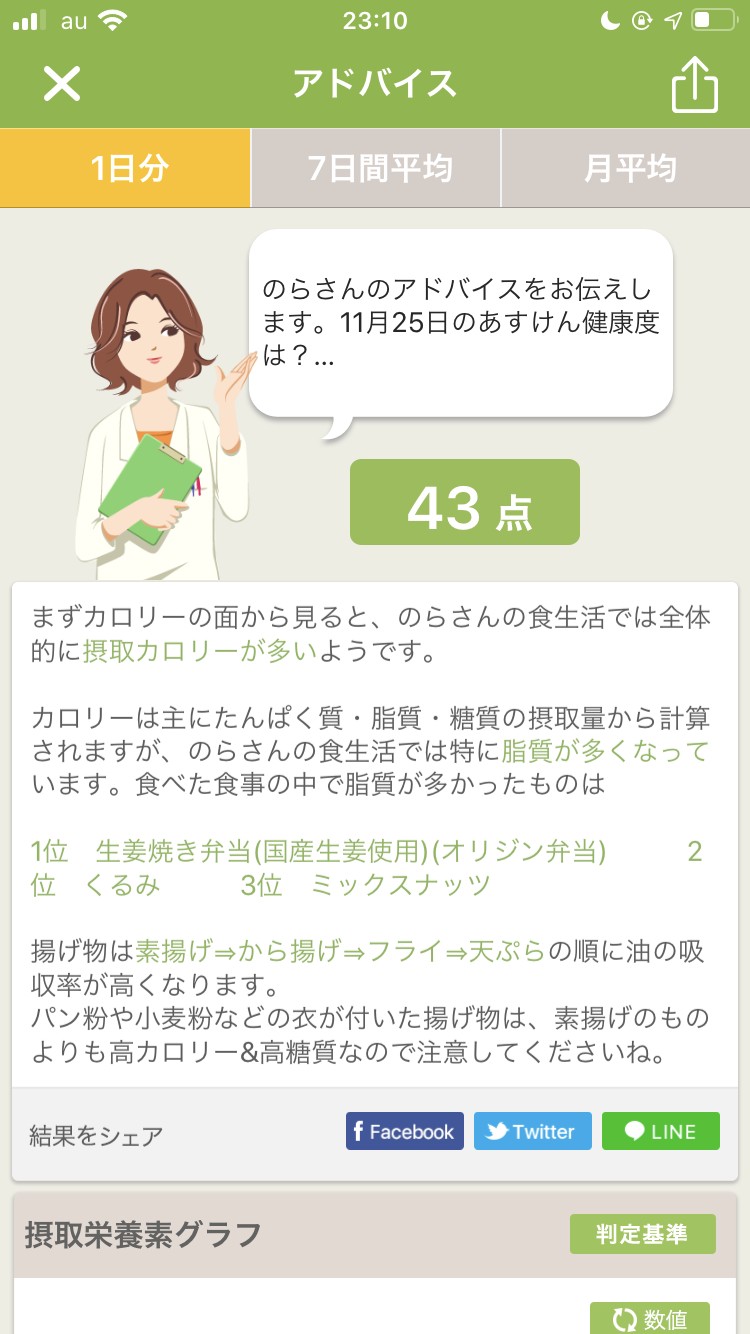 au 23:10
アドバイス
1日分 7日間平均 月平均
のらさんのアドバイスをお伝えし
ます。11月25日のあすけん健康度
は？...
43 点
まずカロリーの面から見ると、のらさんの食生活では全体
的に摂取カロリーが多いようです。
カロリーは主にたんぱく質・脂質・糖質の摂取量から計算
されますが、のらさんの食生活では特に脂質が多くなって
います。食べた食事の中で脂質が多かったものは
1位　生姜焼き弁当(国産生姜使用)(オリジン弁当)　　　2
位　くるみ　　　3位　ミックスナッツ
揚げ物は素揚げ⇒から揚げ⇒フライ⇒天ぷらの順に油の吸
収率が高くなります。
パン粉や小麦粉などの衣が付いた揚げ物は、素揚げのもの
よりも高カロリー&高糖質なので注意してくださいね。
結果をシェア f Facebook Twitter LINE
摂取栄養素グラフ 判定基準
数値